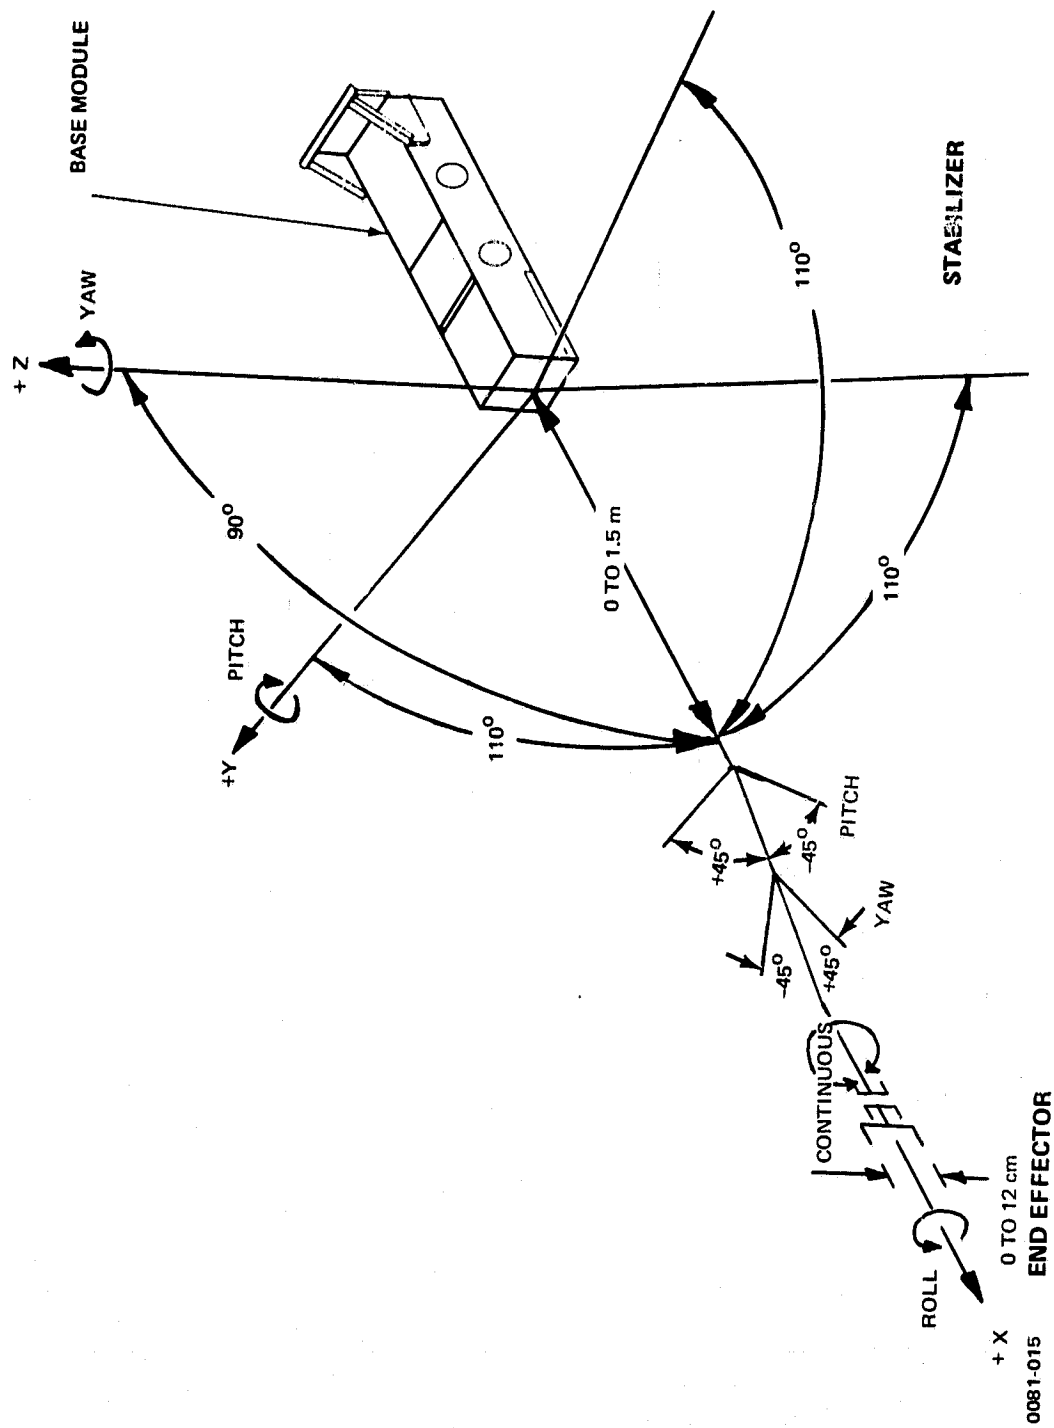 BASE MODULE
+ Z
YAW
90°
PITCH
+Y
110°
0 TO 1.5 m
110°
110°
STABILIZER
+45°
-45°
PITCH
-45°
+45°
YAW
CONTINUOUS
0 TO 12 cm
END EFFECTOR
ROLL
+ X
0081-015